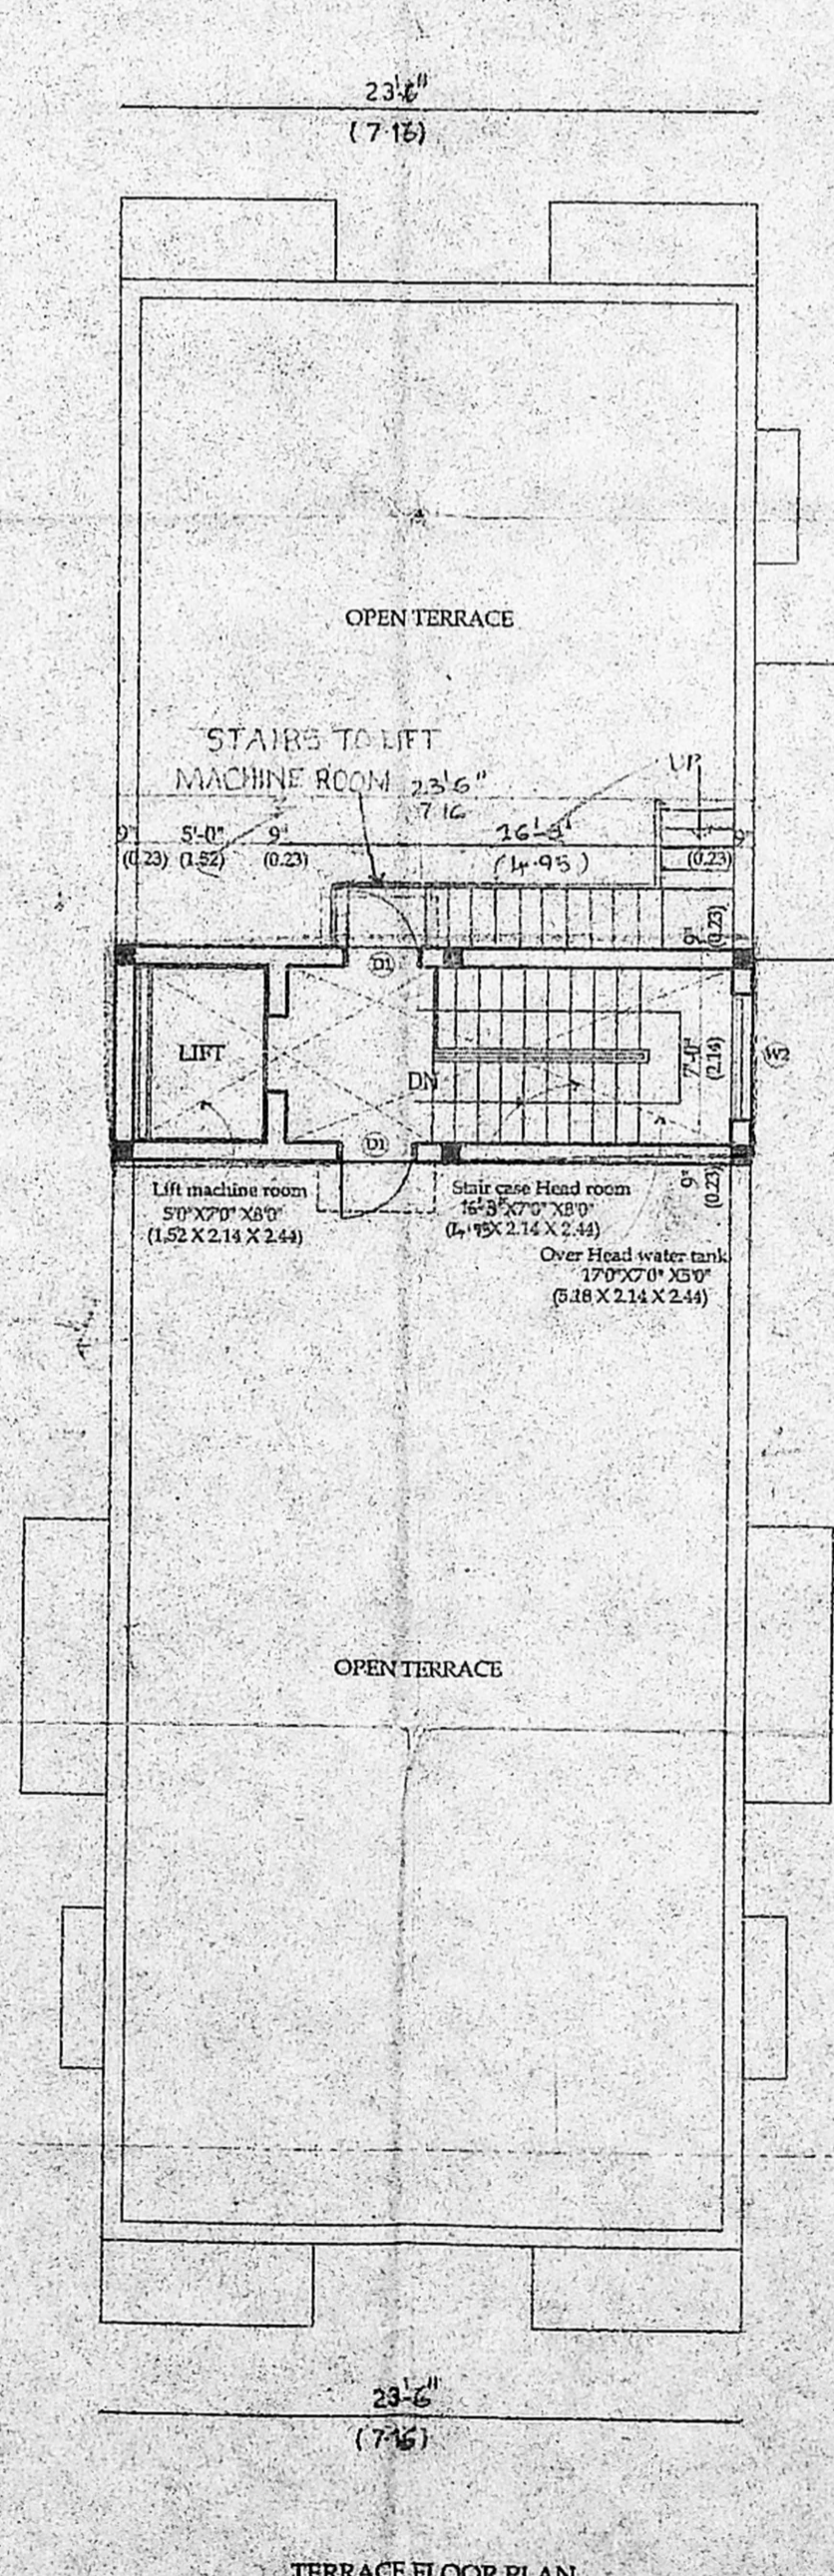 23'-6"
(7.16)
OPEN TERRACE
STAIRS TO LIFT
MACHINE ROOM
23'6"
7 16
UP
9" 5'-0" 9" 16'-3" 9"
(0.23) (1.52) (0.23) (4.95) (0.23)
9"
(0.23)
D1
LIFT
DN
7'-0"
(2.14)
W2
D1
9"
(0.23)
Lift machine room
5'0"X7'0" X8'0"
(1.52 X 2.14 X 2.44)
Stair case Head room
16'-3"X7'0" X8'0"
(4.95X 2.14 X 2.44)
Over Head water tank
17'0"X7'0" X5'0"
(5.18 X 2.14 X 2.44)
OPEN TERRACE
23'-6"
(7.16)
TERRACE FLOOR PLAN